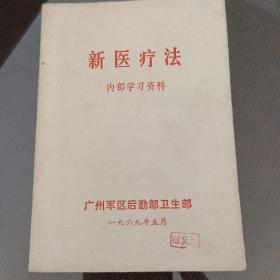 新医疗法
内部学习资料
广州军区后勤部卫生部
一九六九年五月